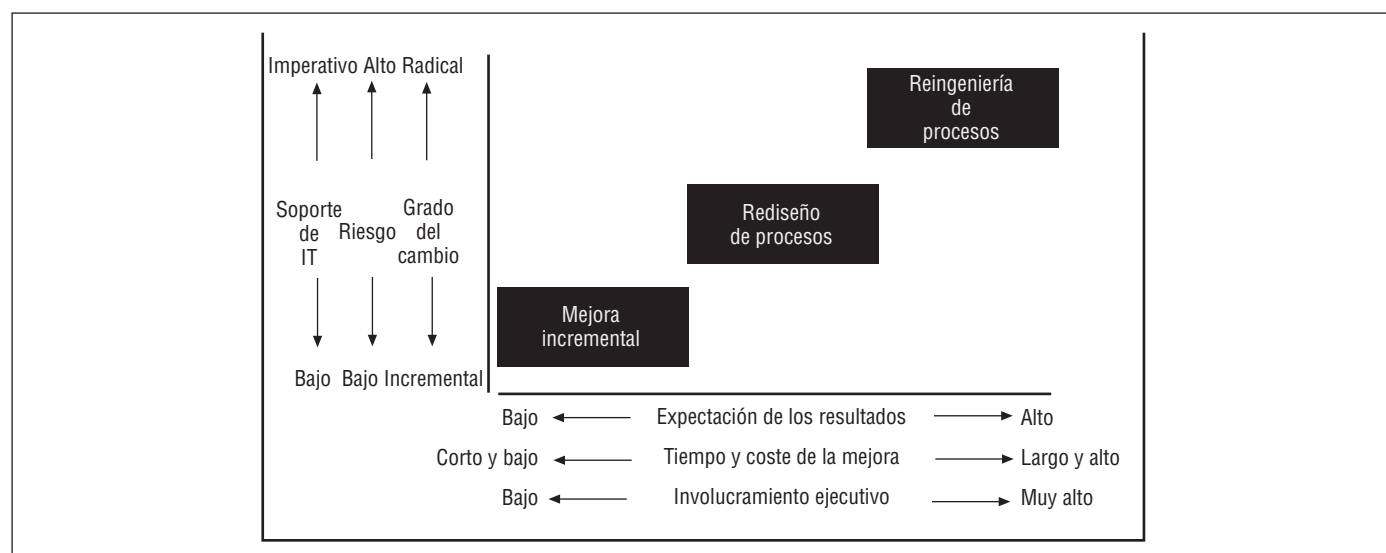 Imperativo Alto Radical
Soporte
de
IT
Riesgo
Grado
del
cambio
Bajo Bajo Incremental
Reingeniería
de
procesos
Rediseño
de procesos
Mejora
incremental
Bajo Expectación de los resultados Alto
Corto y bajo Tiempo y coste de la mejora Largo y alto
Bajo Involucramiento ejecutivo Muy alto